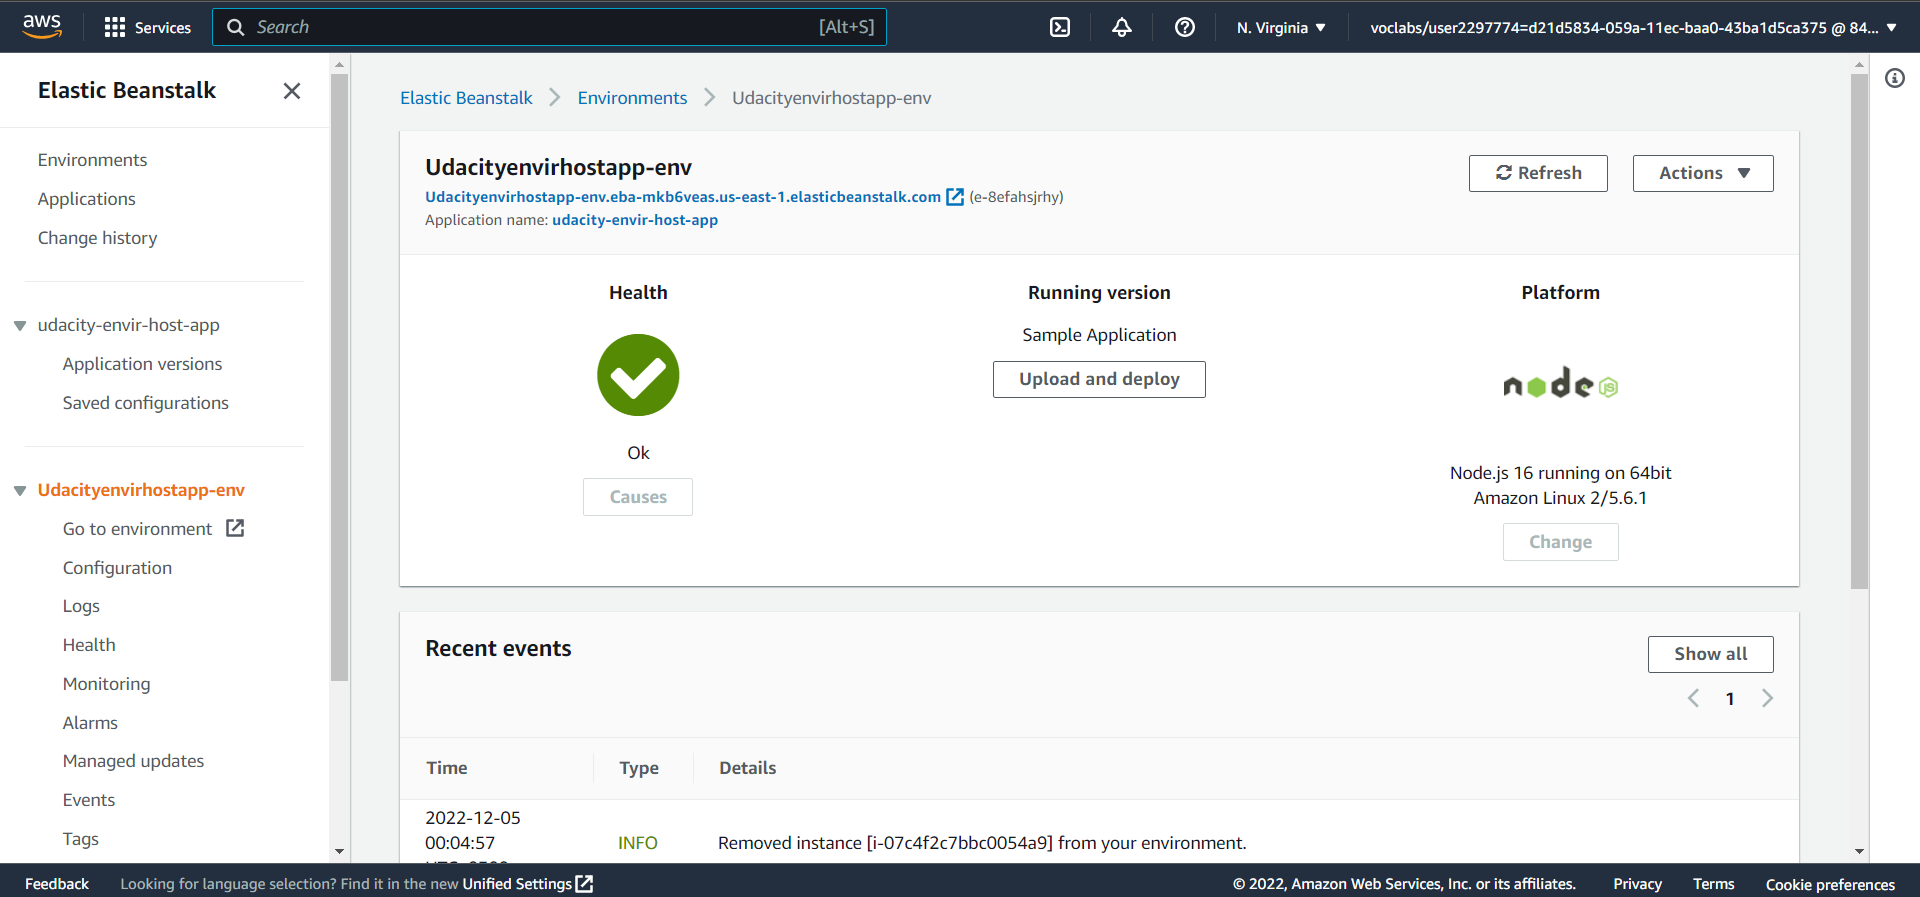 aws
Services
Search
[Alt+S]
N. Virginia
voclabs/user2297774=d21d5834-059a-11ec-baa0-43ba1d5ca375 @ 84...
Elastic Beanstalk
Environments
Applications
Change history
udacity-envir-host-app
Application versions
Saved configurations
Udacityenvirhostapp-env
Go to environment
Configuration
Logs
Health
Monitoring
Alarms
Managed updates
Events
Tags
Elastic Beanstalk
Environments
Udacityenvirhostapp-env
Udacityenvirhostapp-env
Udacityenvirhostapp-env.eba-mkb6veas.us-east-1.elasticbeanstalk.com (e-8efahsjrhy)
Application name: udacity-envir-host-app
Refresh
Actions
Health
Ok
Causes
Running version
Sample Application
Upload and deploy
Platform
node JS
Node.js 16 running on 64bit
Amazon Linux 2/5.6.1
Change
Recent events
Show all
1
Time
Type
Details
2022-12-05
00:04:57
INFO
Removed instance [i-07c4f2c7bbc0054a9] from your environment.
Feedback
Looking for language selection? Find it in the new Unified Settings
© 2022, Amazon Web Services, Inc. or its affiliates.
Privacy
Terms
Cookie preferences